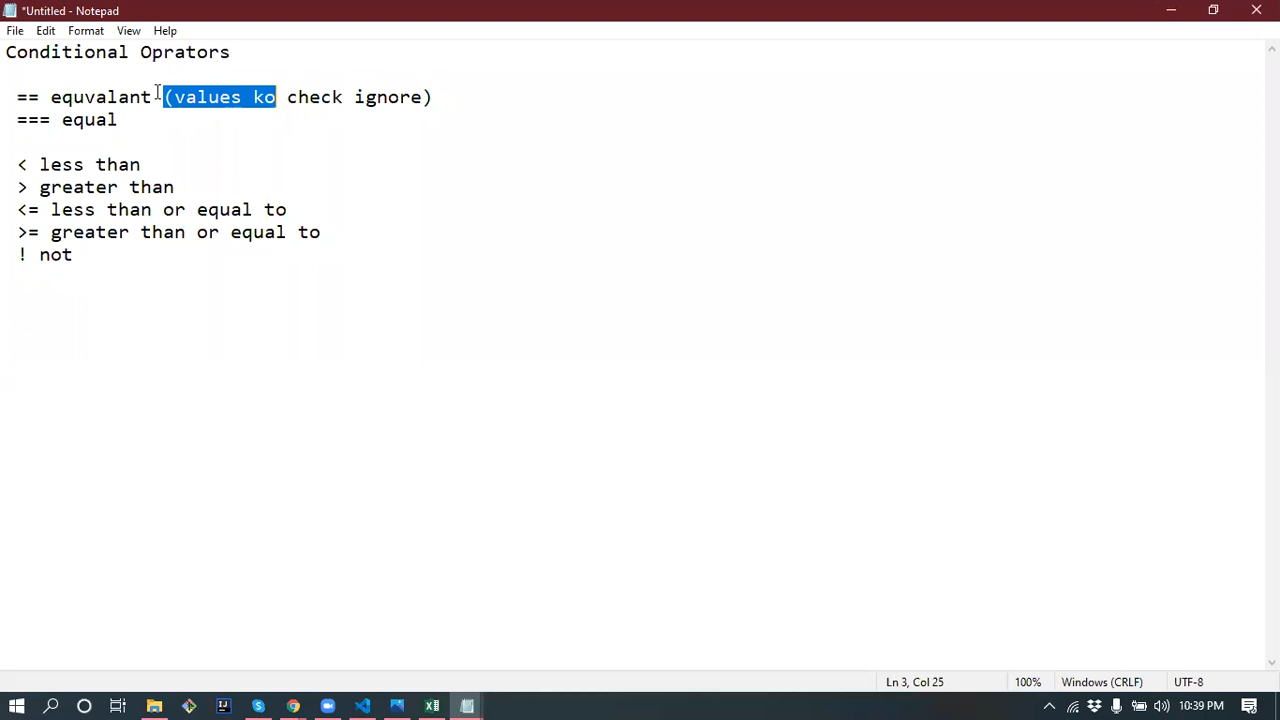 *Untitled - Notepad
File Edit Format View Help
Conditional Oprators
== equvalant (values ko check ignore)
=== equal
< less than
> greater than
<= less than or equal to
>= greater than or equal to
! not
Ln 3, Col 25 100% Windows (CRLF) UTF-8
10:39 PM